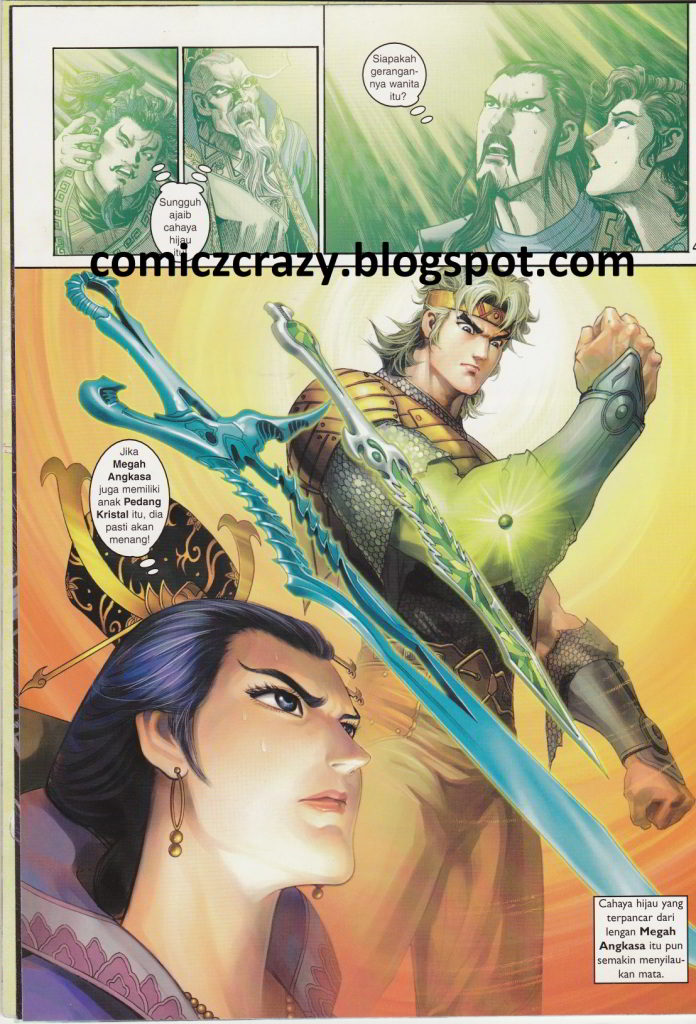 Sungguh
ajaib
cahaya
hijau
itu
Siapakah
gerangan-
nya wanita
itu?
comiczcrazy.blogspot.com
Jika
Megah
Angkasa
juga memiliki
anak Pedang
Kristal itu, dia
pasti akan
menang!
Cahaya hijau yang
terpancar dari
lengan Megah
Angkasa itu pun
semakin menyilau-
kan mata.